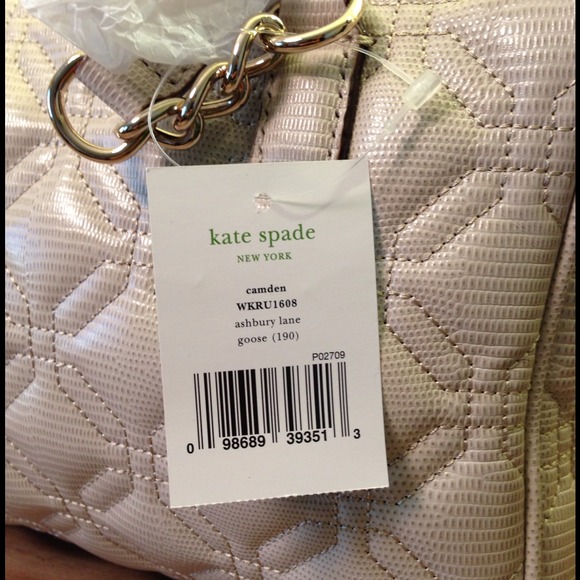 kate spade
NEW YORK
camden
WKRU1608
ashbury lane
goose (190)
P02709
0 98689 39351 3